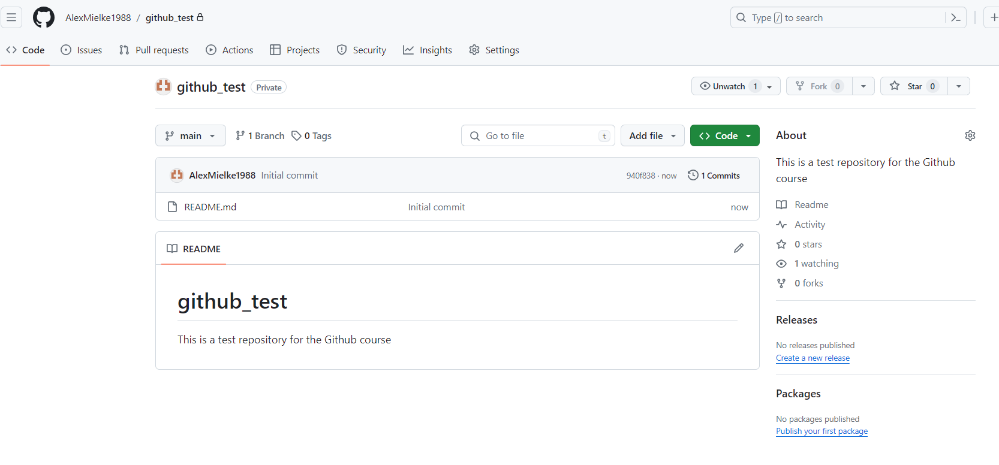 AlexMielke1988 / github_test
Type / to search
Code Issues Pull requests Actions Projects Security Insights Settings
github_test Private
Unwatch 1 Fork 0 Star 0
main 1 Branch 0 Tags
Go to file t
Add file
Code
AlexMielke1988 Initial commit 940f838 · now 1 Commits
README.md Initial commit now
README
github_test
This is a test repository for the Github course
About
This is a test repository for the Github
course
Readme
Activity
0 stars
1 watching
0 forks
Releases
No releases published
Create a new release
Packages
No packages published
Publish your first package